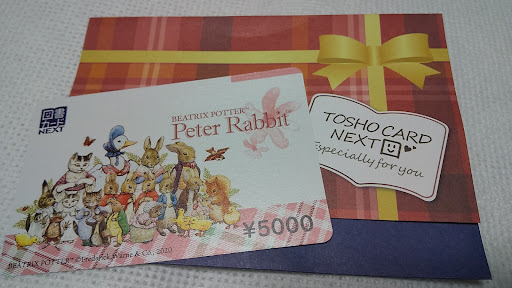 図書
カード
NEXT
BEATRIX POTTER™
Peter Rabbit™
¥5000
BEATRIX POTTER™ ©Frederick Warne & Co., 2020
TOSHO CARD
NEXT
Especially for you